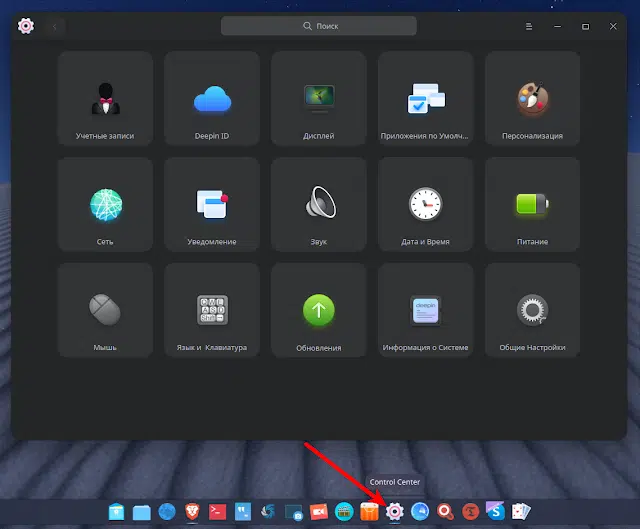 Поиск
Учетные записи
Deepin ID
Дисплей
Приложения по Умолч...
Персонализация
Сеть
Уведомление
Звук
Дата и Время
Питание
Мышь
Язык и Клавиатура
Обновления
Информация о Системе
Общие Настройки
Control Center